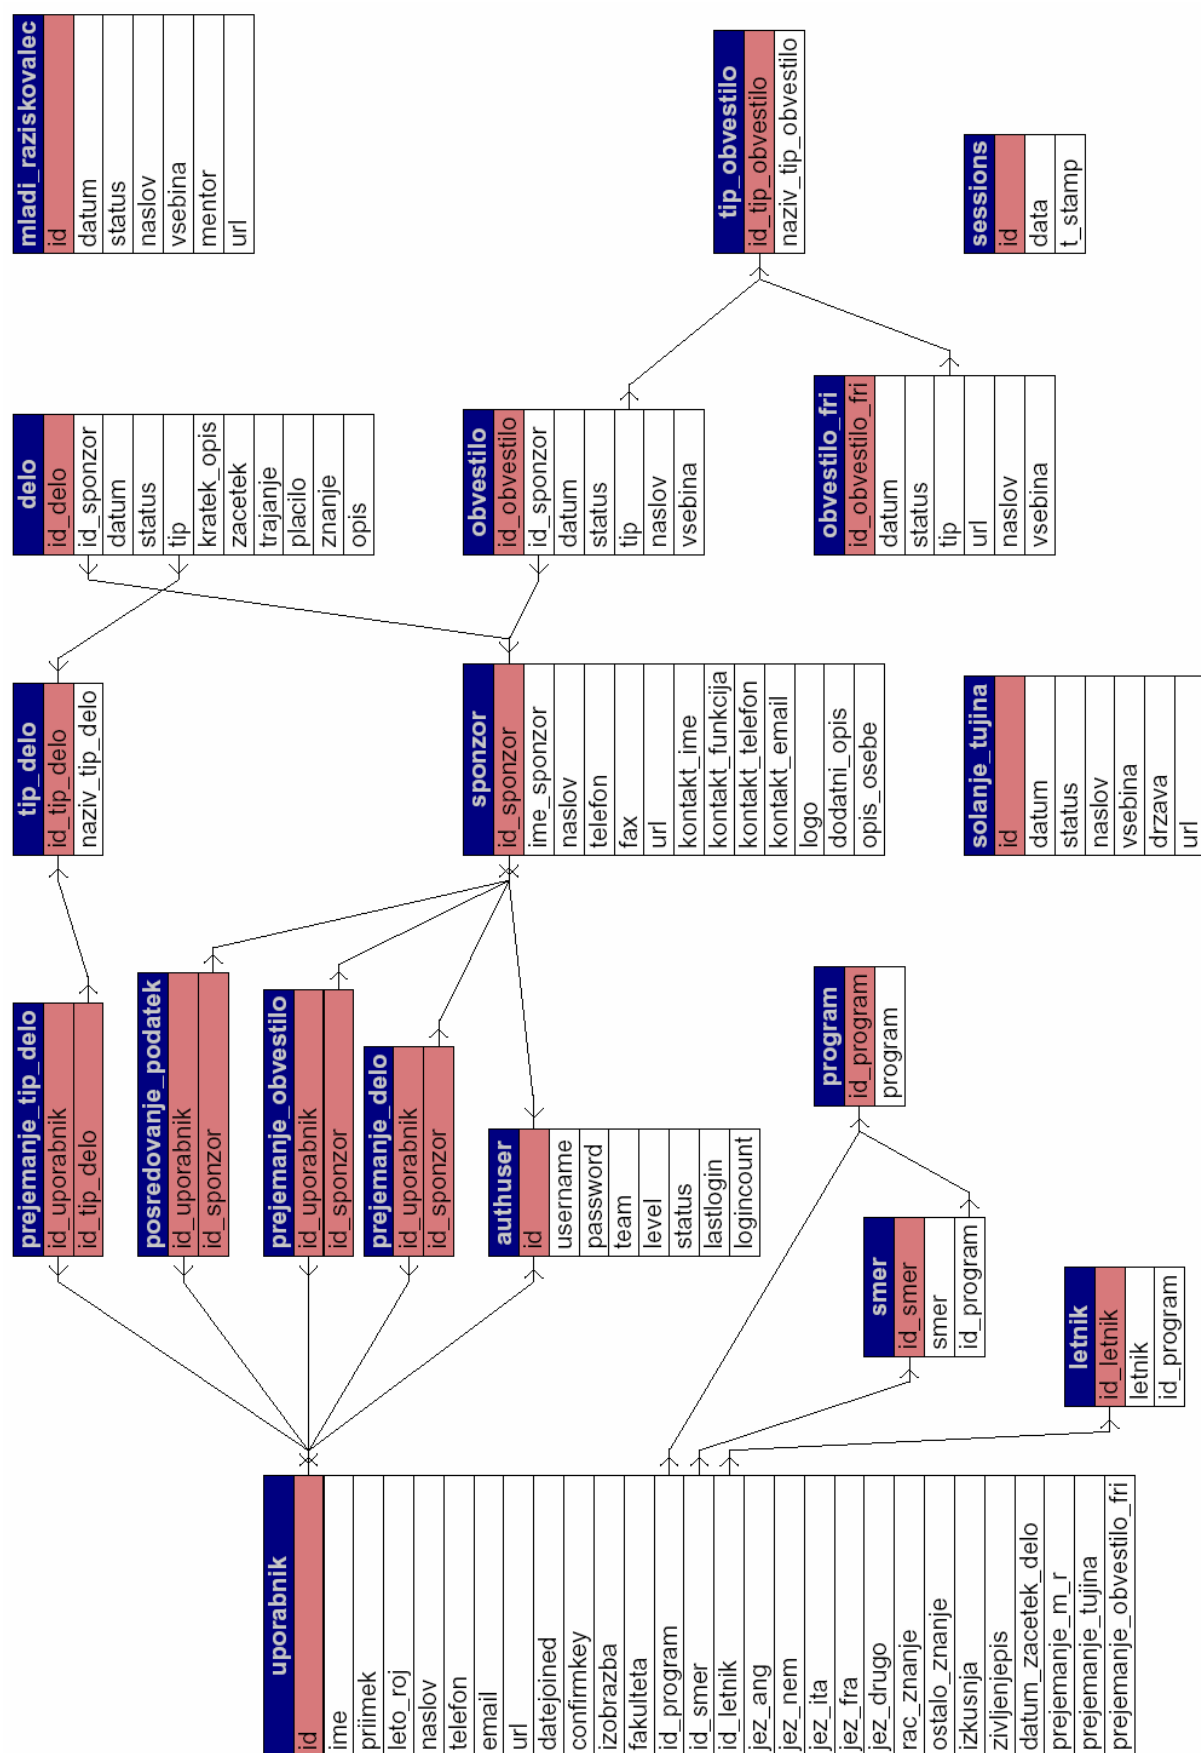 uporabnik
id
ime
priimek
leto_roj
naslov
telefon
email
url
datejoined
confirmkey
izobrazba
fakulteta
id_program
id_smer
id_letnik
jez_ang
jez_nem
jez_ita
jez_fra
jez_drugo
rac_znanje
ostalo_znanje
izkusnja
zivljenjepis
datum_zacetek_delo
prejemanje_m_r
prejemanje_tujina
prejemanje_obvestilo_fri
prejemanje_tip_delo
id_uporabnik
id_tip_delo
posredovanje_podatek
id_uporabnik
id_sponzor
prejemanje_obvestilo
id_uporabnik
id_sponzor
prejemanje_delo
id_uporabnik
id_sponzor
authuser
id
username
password
team
level
status
lastlogin
logincount
smer
id_smer
smer
id_program
letnik
id_letnik
letnik
id_program
program
id_program
program
tip_delo
id_tip_delo
naziv_tip_delo
sponzor
id_sponzor
ime_sponzor
naslov
telefon
fax
url
kontakt_ime
kontakt_funkcija
kontakt_telefon
kontakt_email
logo
dodatni_opis
opis_osebe
solanje_tujina
id
datum
status
naslov
vsebina
drzava
url
delo
id_delo
id_sponzor
datum
status
tip
kratek_opis
zacetek
trajanje
placilo
znanje
opis
obvestilo
id_obvestilo
id_sponzor
datum
status
tip
naslov
vsebina
obvestilo_fri
id_obvestilo_fri
datum
status
tip
url
naslov
vsebina
mladi_raziskovalec
id
datum
status
naslov
vsebina
mentor
url
tip_obvestilo
id_tip_obvestilo
naziv_tip_obvestilo
sessions
id
data
t_stamp